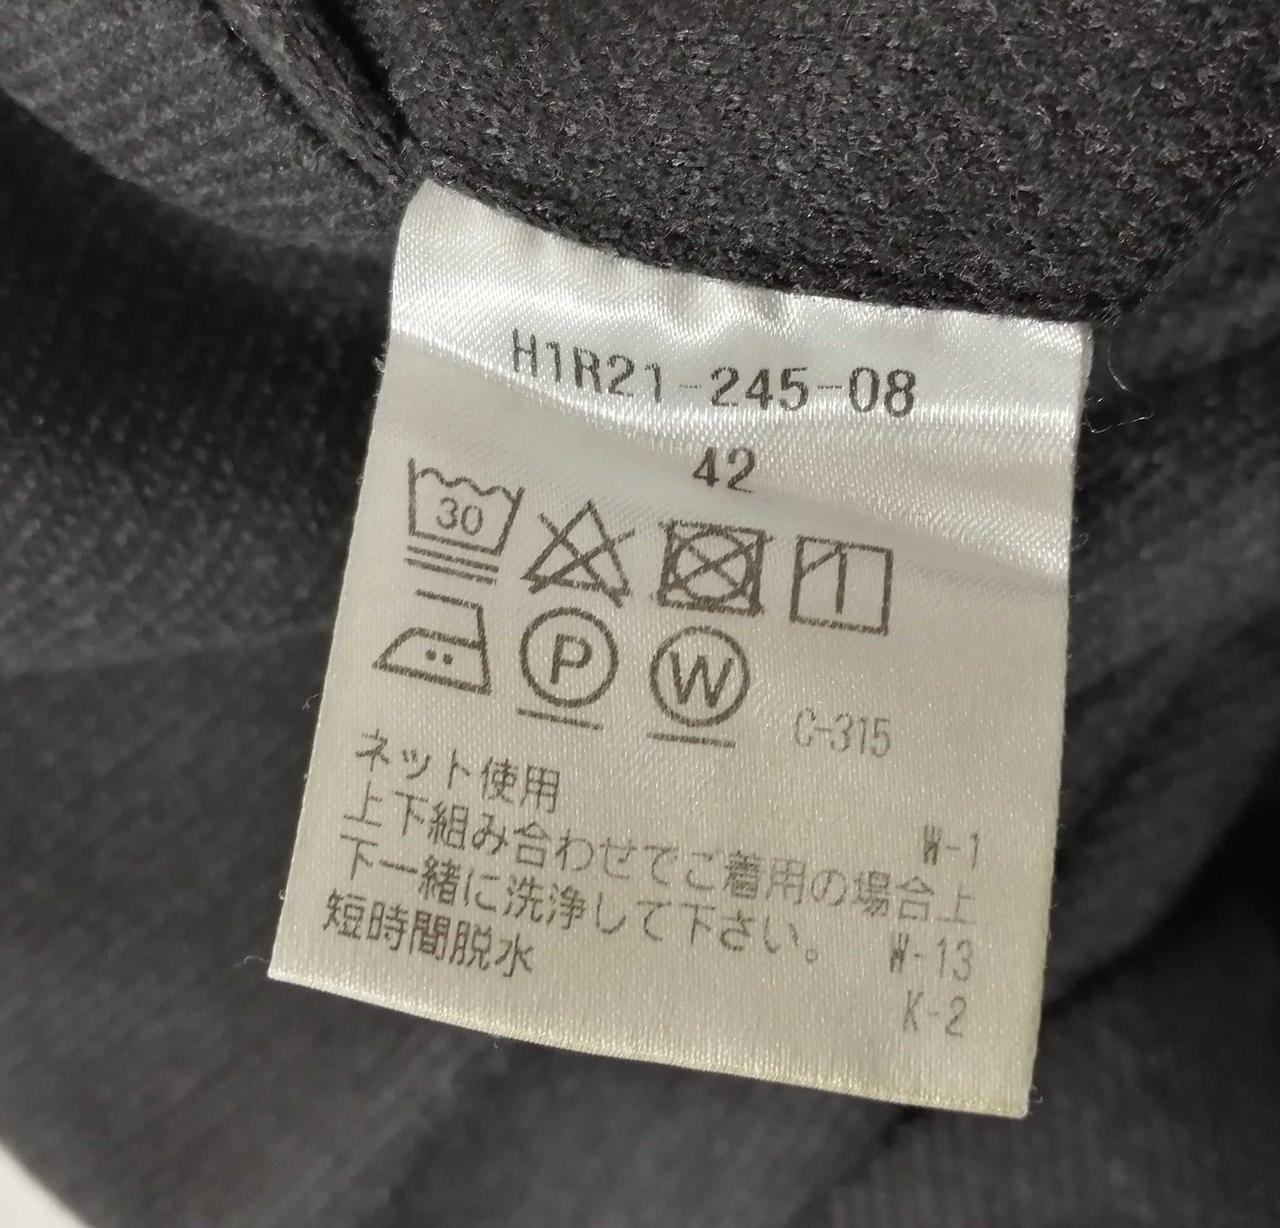 H1R21-245-08
42
30
P W C-315
ネット使用
W-1
上下組み合わせでご着用の場合上
下一緒に洗浄して下さい。
W-13
短時間脱水
K-2